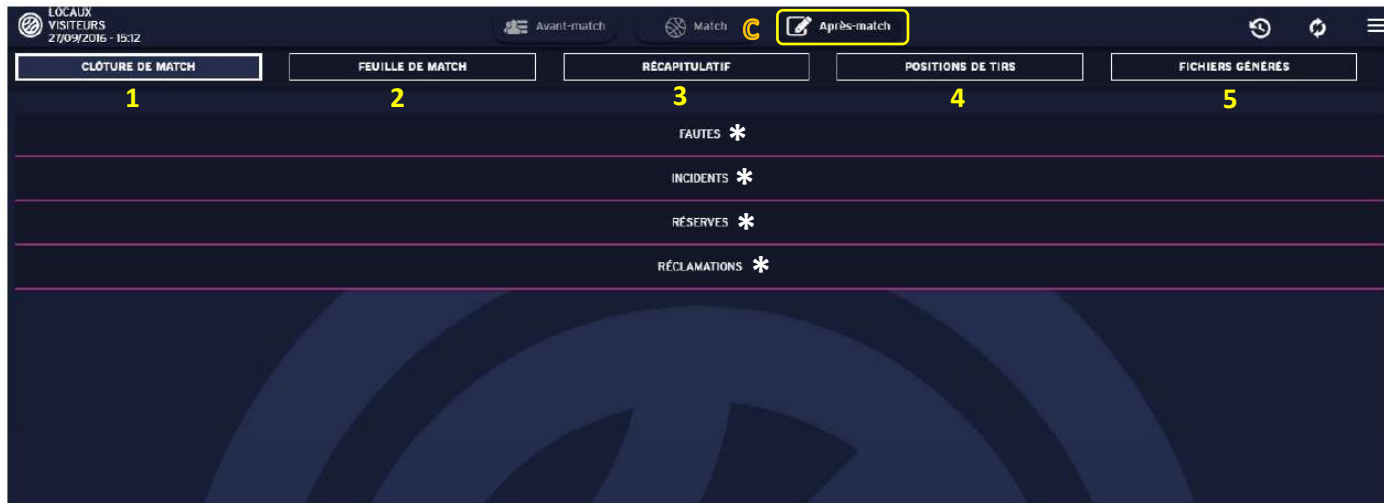 LOCAUX
VISITEURS
27/09/2016 - 15:12
Avant-match Match C Après-match
CLÔTURE DE MATCH FEUILLE DE MATCH RÉCAPITULATIF POSITIONS DE TIRS FICHIERS GÉNÉRÉS
1 2 3 4 5
FAUTES *
INCIDENTS *
RÉSERVES *
RÉCLAMATIONS *